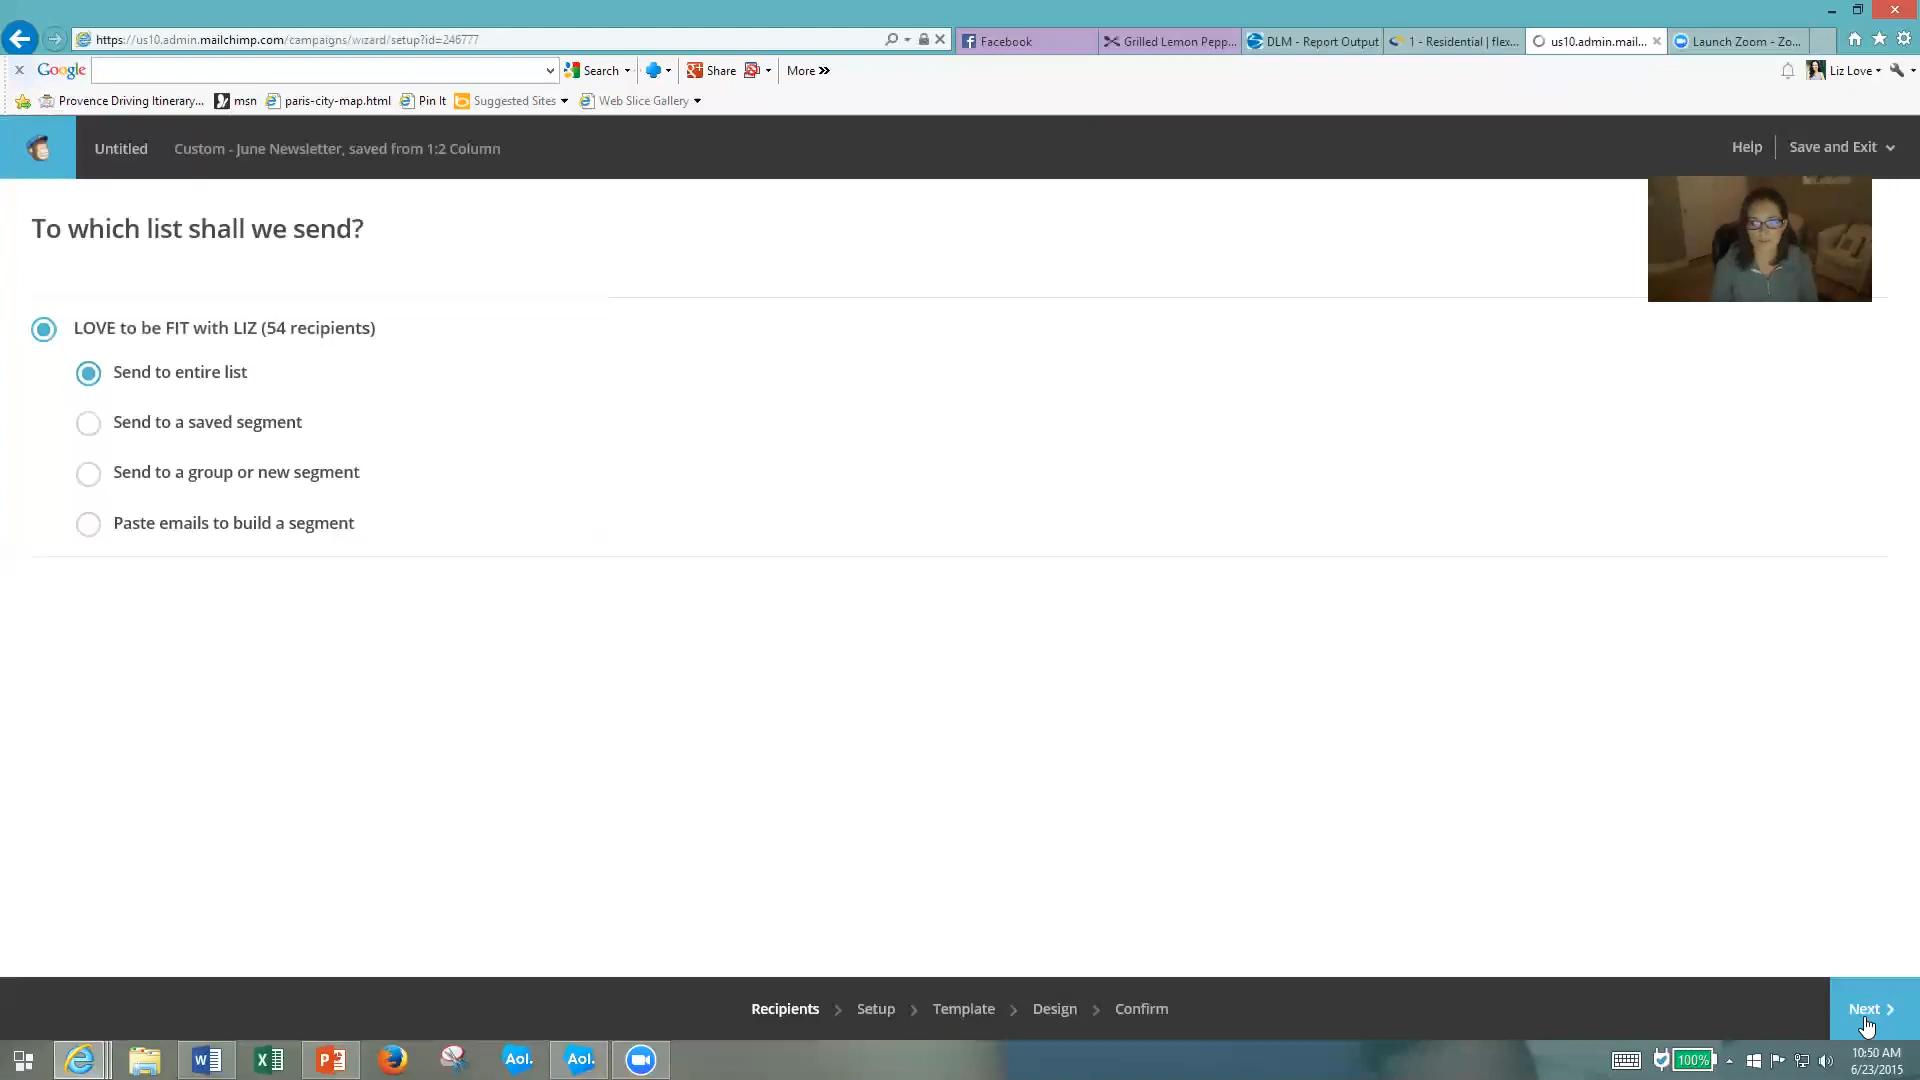 https://us10.admin.mailchimp.com/campaigns/wizard/setup?id=246777
Facebook
Grilled Lemon Pepp...
DLM - Report Output
1 - Residential | flex...
us10.admin.mail...
Launch Zoom - Zo...
Google
Search
Share
More
Liz Love
Provence Driving Itinerary...
msn
paris-city-map.html
Pin It
Suggested Sites
Web Slice Gallery
Untitled
Custom - June Newsletter, saved from 1:2 Column
Help
Save and Exit
To which list shall we send?
LOVE to be FIT with LIZ (54 recipients)
Send to entire list
Send to a saved segment
Send to a group or new segment
Paste emails to build a segment
Recipients
Setup
Template
Design
Confirm
Next
Aol.
Aol.
100%
10:50 AM
6/23/2015